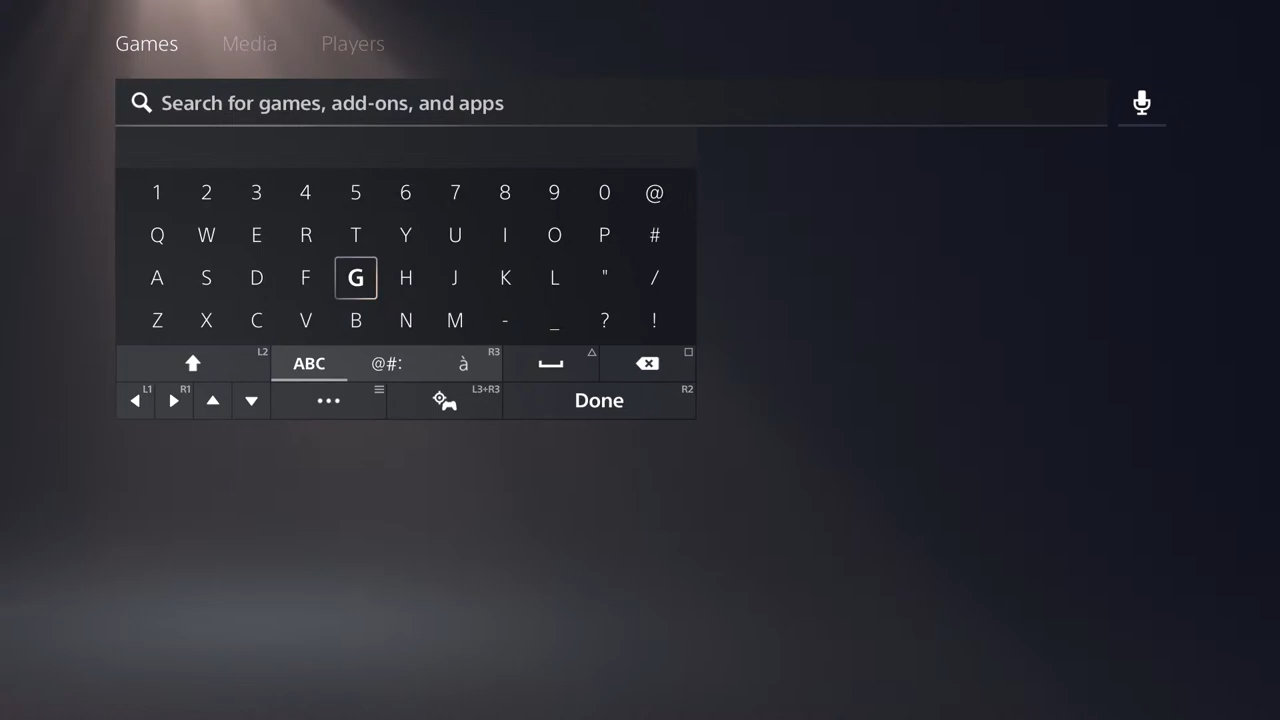 Games Media Players
Search for games, add-ons, and apps
1 2 3 4 5 6 7 8 9 0 @
Q W E R T Y U I O P #
A S D F G H J K L " /
Z X C V B N M - _ ? !
L2 ABC @#: à R3
L1 R1 ••• L3+R3 Done R2